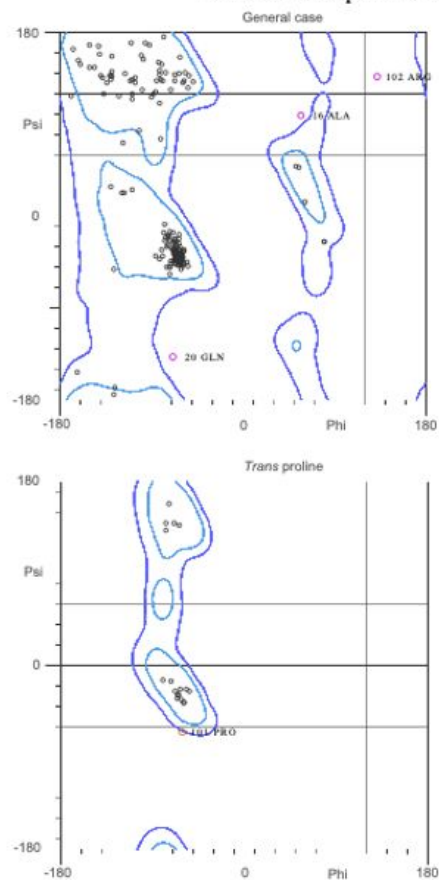 General case
180
102 ARG
16 ALA
Psi
0
20 GLN
-180
-180
0
Phi
180
Trans proline
180
Psi
0
101 PRO
-180
-180
0
Phi
180